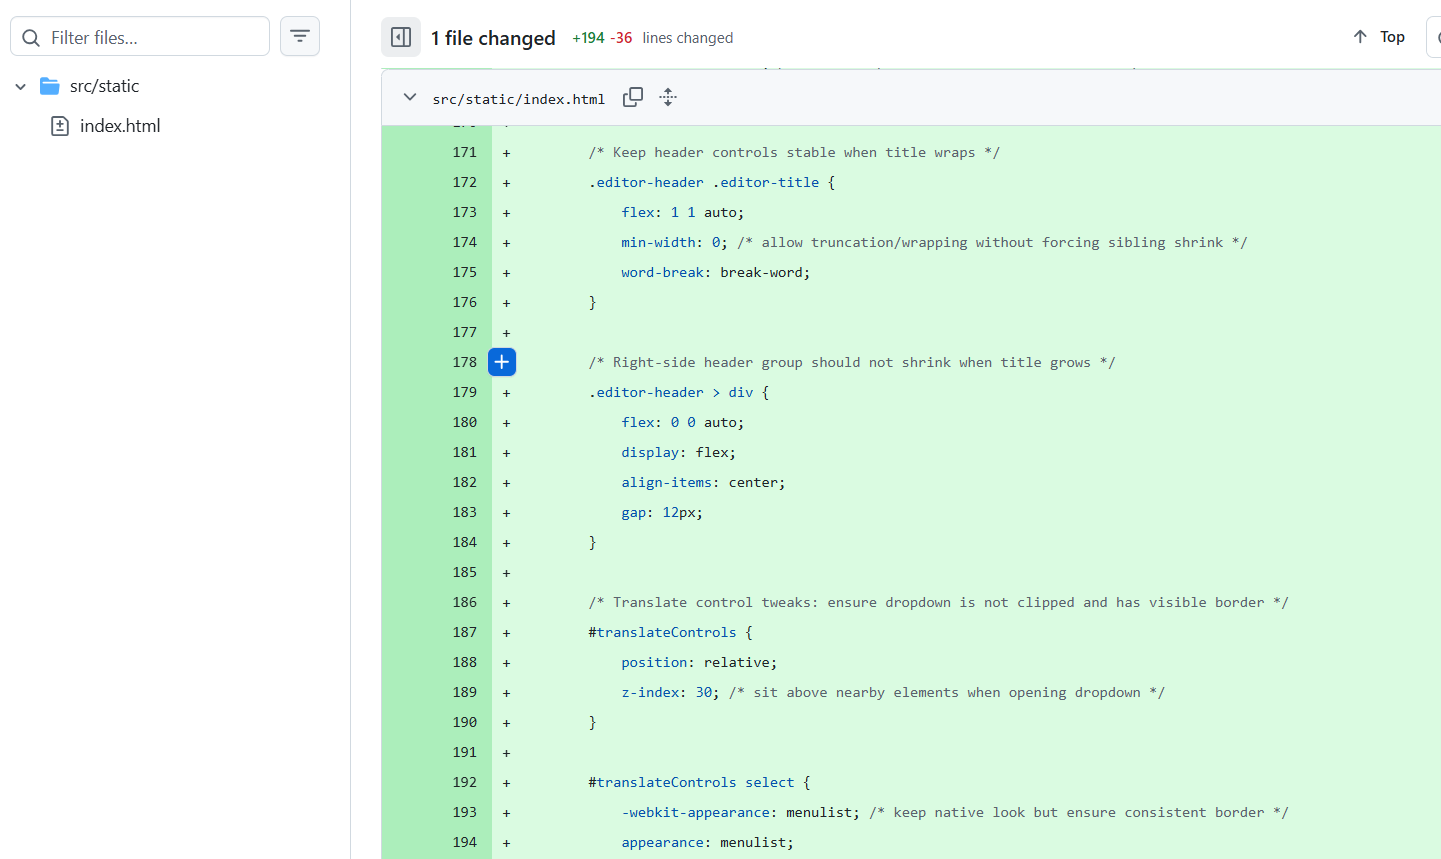 Filter files...
1 file changed +194 -36 lines changed
Top
src/static
index.html
src/static/index.html
171 + /* Keep header controls stable when title wraps */
172 + .editor-header .editor-title {
173 + flex: 1 1 auto;
174 + min-width: 0; /* allow truncation/wrapping without forcing sibling shrink */
175 + word-break: break-word;
176 + }
177 +
178 + /* Right-side header group should not shrink when title grows */
179 + .editor-header > div {
180 + flex: 0 0 auto;
181 + display: flex;
182 + align-items: center;
183 + gap: 12px;
184 + }
185 +
186 + /* Translate control tweaks: ensure dropdown is not clipped and has visible border */
187 + #translateControls {
188 + position: relative;
189 + z-index: 30; /* sit above nearby elements when opening dropdown */
190 + }
191 +
192 + #translateControls select {
193 + -webkit-appearance: menulist; /* keep native look but ensure consistent border */
194 + appearance: menulist;